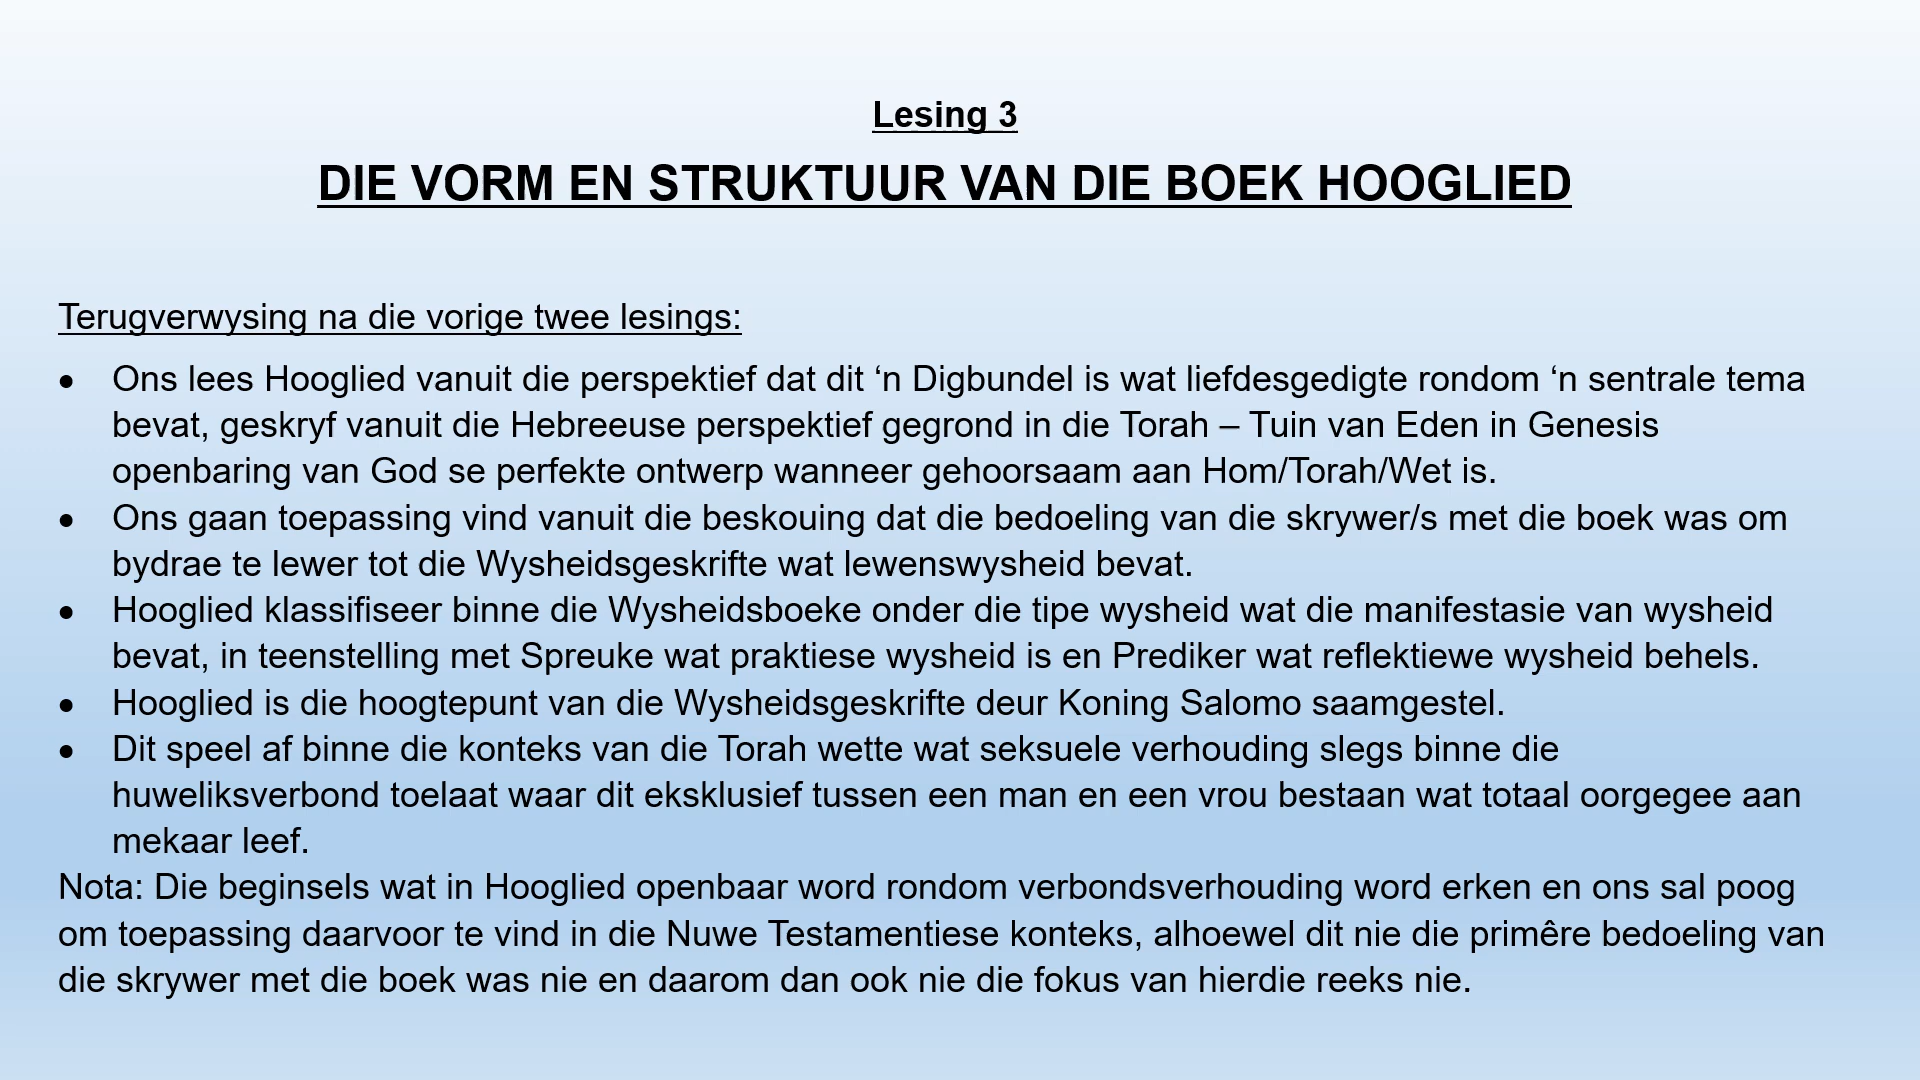 Lesing 3
DIE VORM EN STRUKTUUR VAN DIE BOEK HOOGLIED
Terugverwysing na die vorige twee lesings:
• Ons lees Hooglied vanuit die perspektief dat dit ‘n Digbundel is wat liefdesgedigte rondom ‘n sentrale tema
bevat, geskryf vanuit die Hebreeuse perspektief gegrond in die Torah – Tuin van Eden in Genesis
openbaring van God se perfekte ontwerp wanneer gehoorsaam aan Hom/Torah/Wet is.
• Ons gaan toepassing vind vanuit die beskouing dat die bedoeling van die skrywer/s met die boek was om
bydrae te lewer tot die Wysheidsgeskrifte wat lewenswysheid bevat.
• Hooglied klassifiseer binne die Wysheidsboeke onder die tipe wysheid wat die manifestasie van wysheid
bevat, in teenstelling met Spreuke wat praktiese wysheid is en Prediker wat reflektiewe wysheid behels.
• Hooglied is die hoogtepunt van die Wysheidsgeskrifte deur Koning Salomo saamgestel.
• Dit speel af binne die konteks van die Torah wette wat seksuele verhouding slegs binne die
huweliksverbond toelaat waar dit eksklusief tussen een man en een vrou bestaan wat totaal oorgegee aan
mekaar leef.
Nota: Die beginsels wat in Hooglied openbaar word rondom verbondsverhouding word erken en ons sal poog
om toepassing daarvoor te vind in die Nuwe Testamentiese konteks, alhoewel dit nie die primêre bedoeling van
die skrywer met die boek was nie en daarom dan ook nie die fokus van hierdie reeks nie.